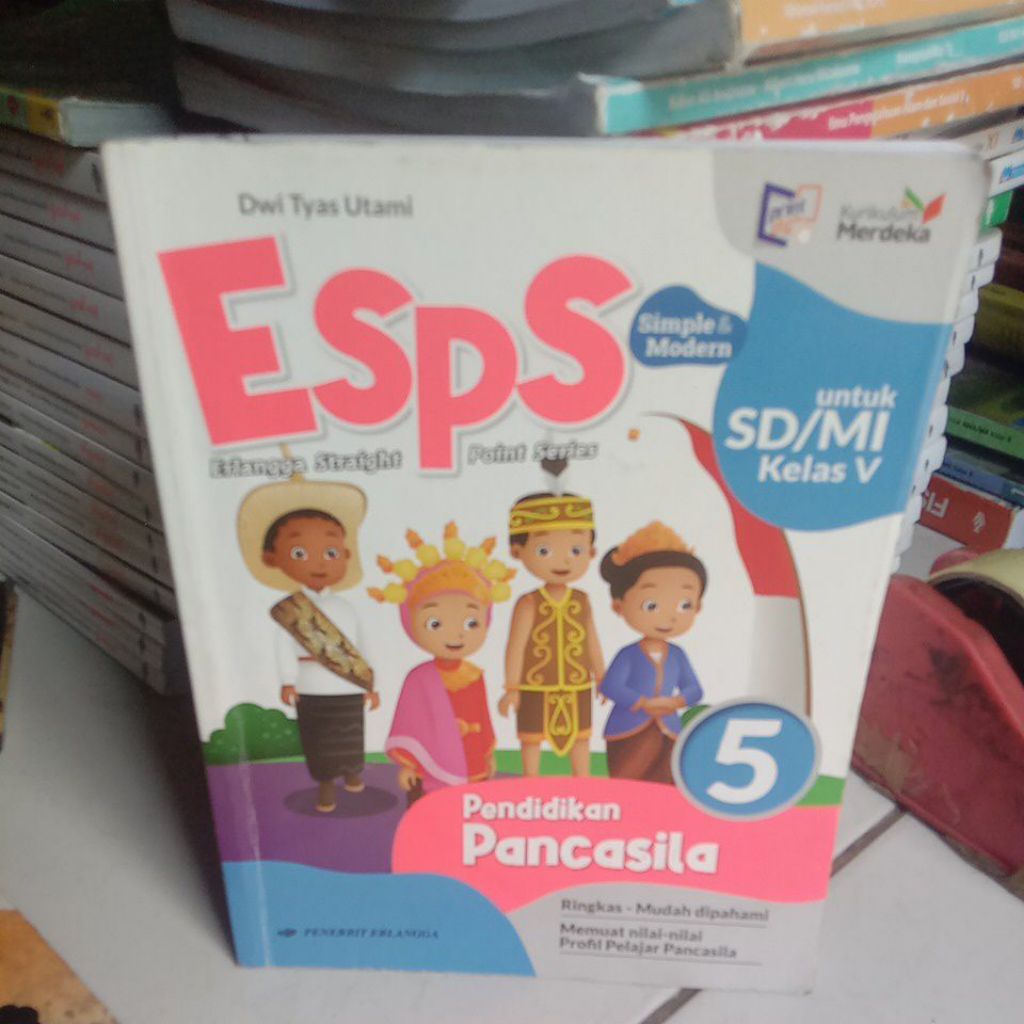 Dwi Tyas Utami
Kurikulum
Merdeka
ESpS
Simple &
Modern
Erlangga Straight Point Series
untuk
SD/MI
Kelas V
5
Pendidikan
Pancasila
Ringkas - Mudah dipahami
Memuat nilai-nilai
Profil Pelajar Pancasila
PENERBIT ERLANGGA